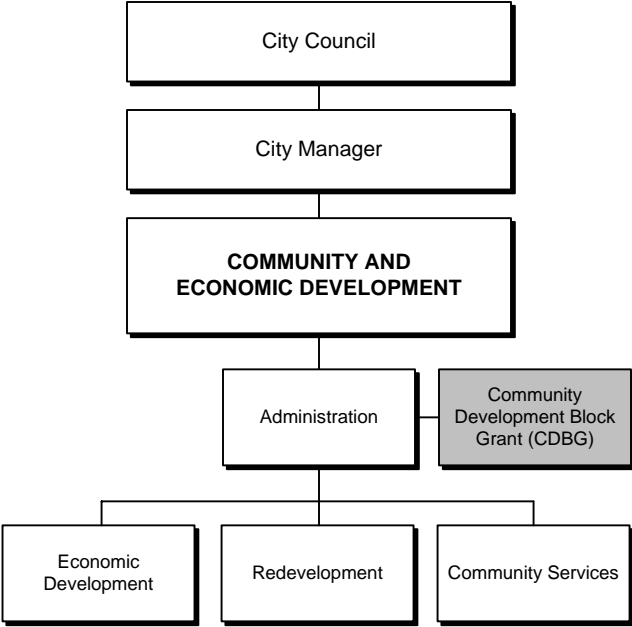 City Council
City Manager
COMMUNITY AND
ECONOMIC DEVELOPMENT
Administration
Community
Development Block
Grant (CDBG)
Economic
Development
Redevelopment
Community Services